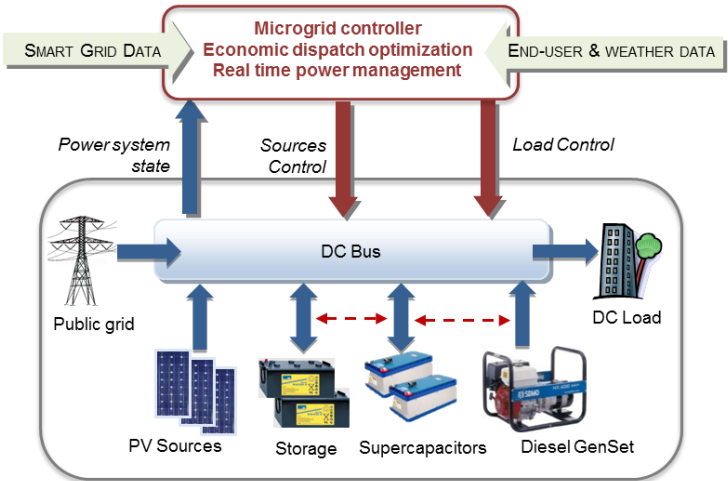 Microgrid controller
Economic dispatch optimization
Real time power management
SMART GRID DATA
END-USER & WEATHER DATA
Power system
state
Sources
Control
Load Control
DC Bus
Public grid
DC Load
PV Sources
Storage
Supercapacitors
Diesel GenSet
SDMO